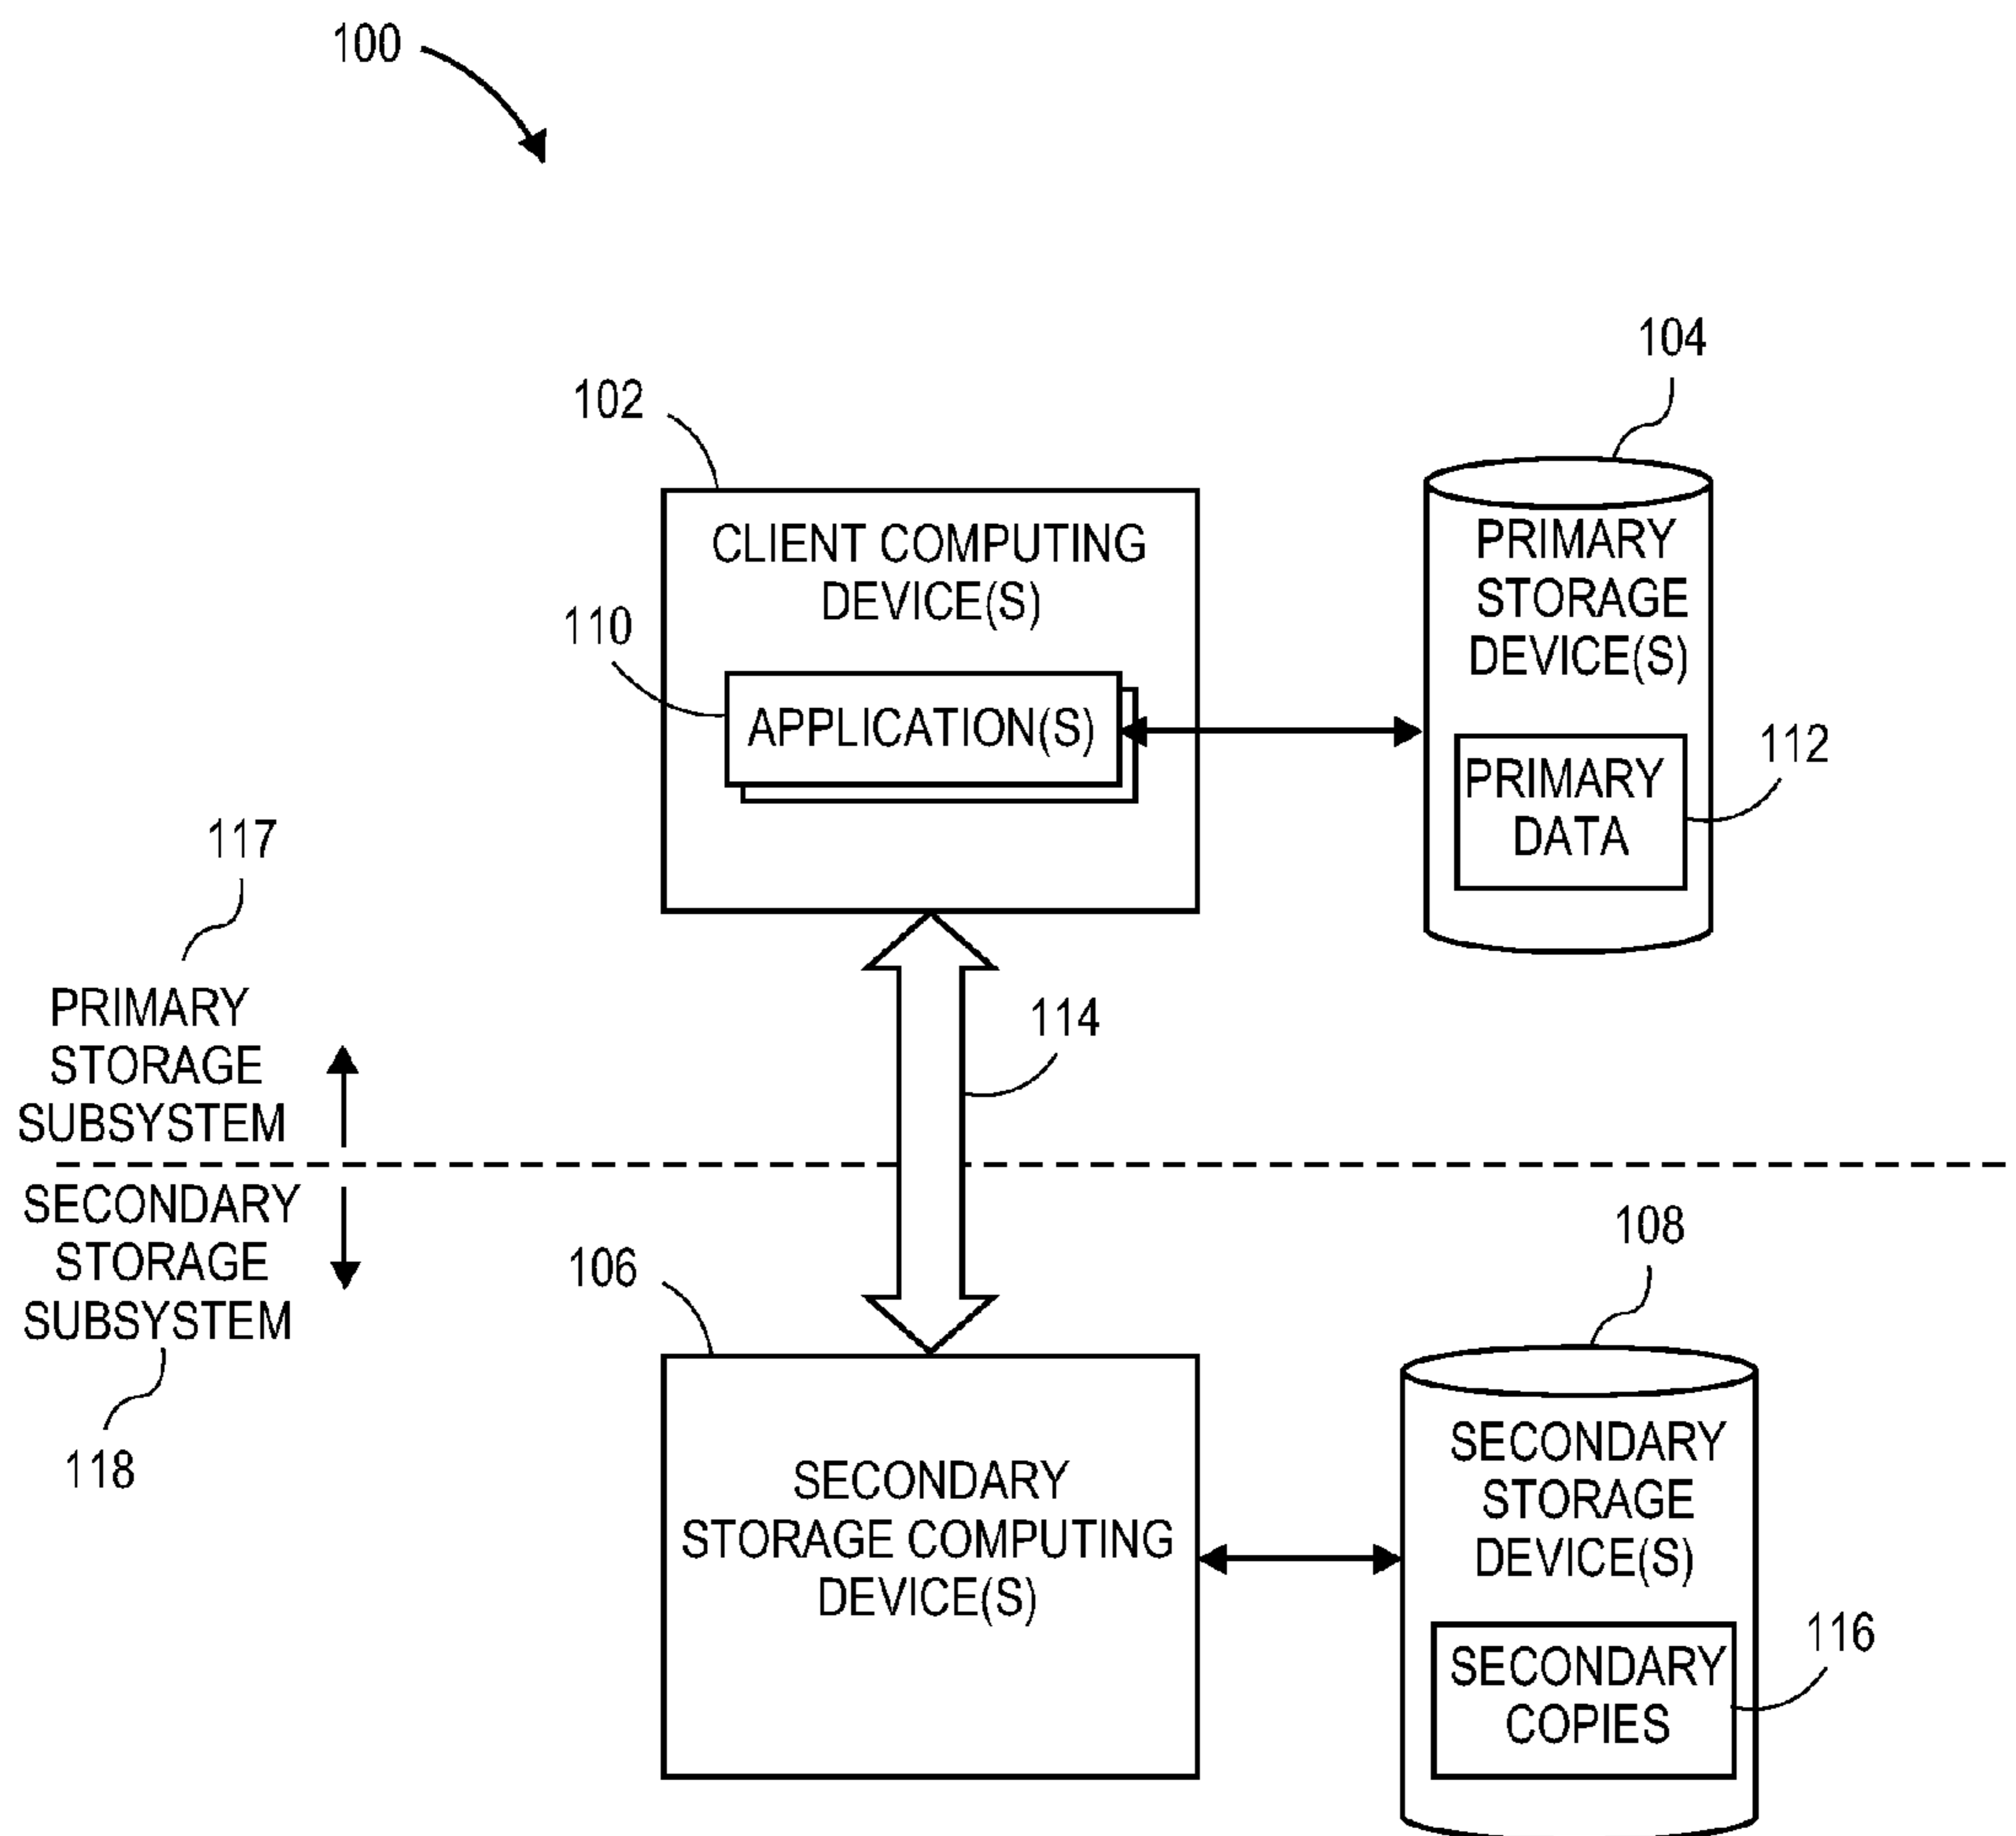 100
104
102
CLIENT COMPUTING
DEVICE(S)
PRIMARY
STORAGE
DEVICE(S)
110
APPLICATION(S)
112
PRIMARY
DATA
117
PRIMARY
STORAGE
SUBSYSTEM
114
SECONDARY
STORAGE
SUBSYSTEM
118
106
108
SECONDARY
STORAGE COMPUTING
DEVICE(S)
SECONDARY
STORAGE
DEVICE(S)
116
SECONDARY
COPIES